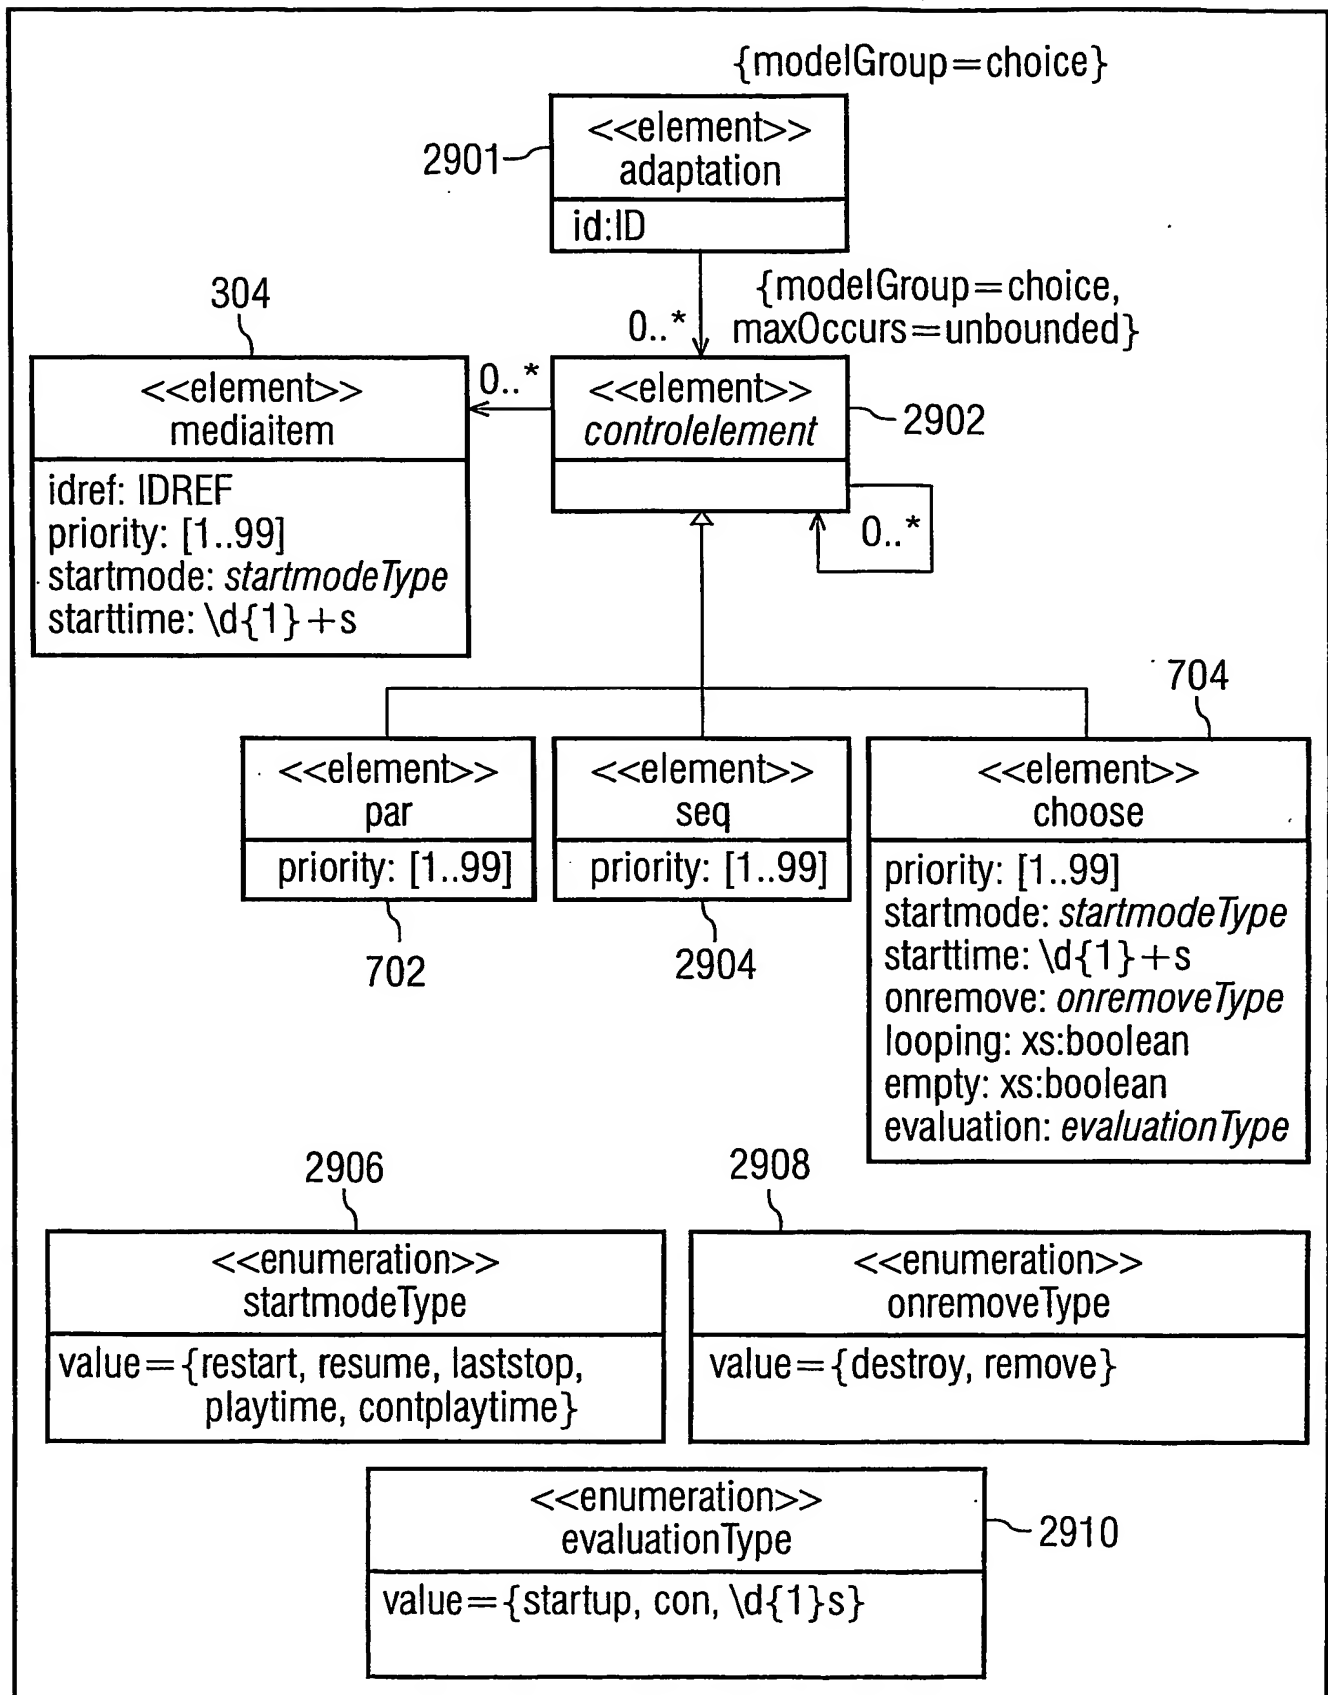 {modelGroup=choice}
<<element>>
adaptation
2901
id:ID
{modelGroup=choice,
maxOccurs=unbounded}
0..*
304
<<element>>
mediaitem
idref: IDREF
priority: [1..99]
startmode: startmodeType
starttime: \d{1}+s
0..*
<<element>>
controlelement
2902
0..*
704
<<element>>
par
priority: [1..99]
702
<<element>>
seq
priority: [1..99]
2904
<<element>>
choose
priority: [1..99]
startmode: startmodeType
starttime: \d{1}+s
onremove: onremoveType
looping: xs:boolean
empty: xs:boolean
evaluation: evaluationType
2906
<<enumeration>>
startmodeType
value={restart, resume, laststop,
playtime, contplaytime}
2908
<<enumeration>>
onremoveType
value={destroy, remove}
<<enumeration>>
evaluationType
2910
value={startup, con, \d{1}s}